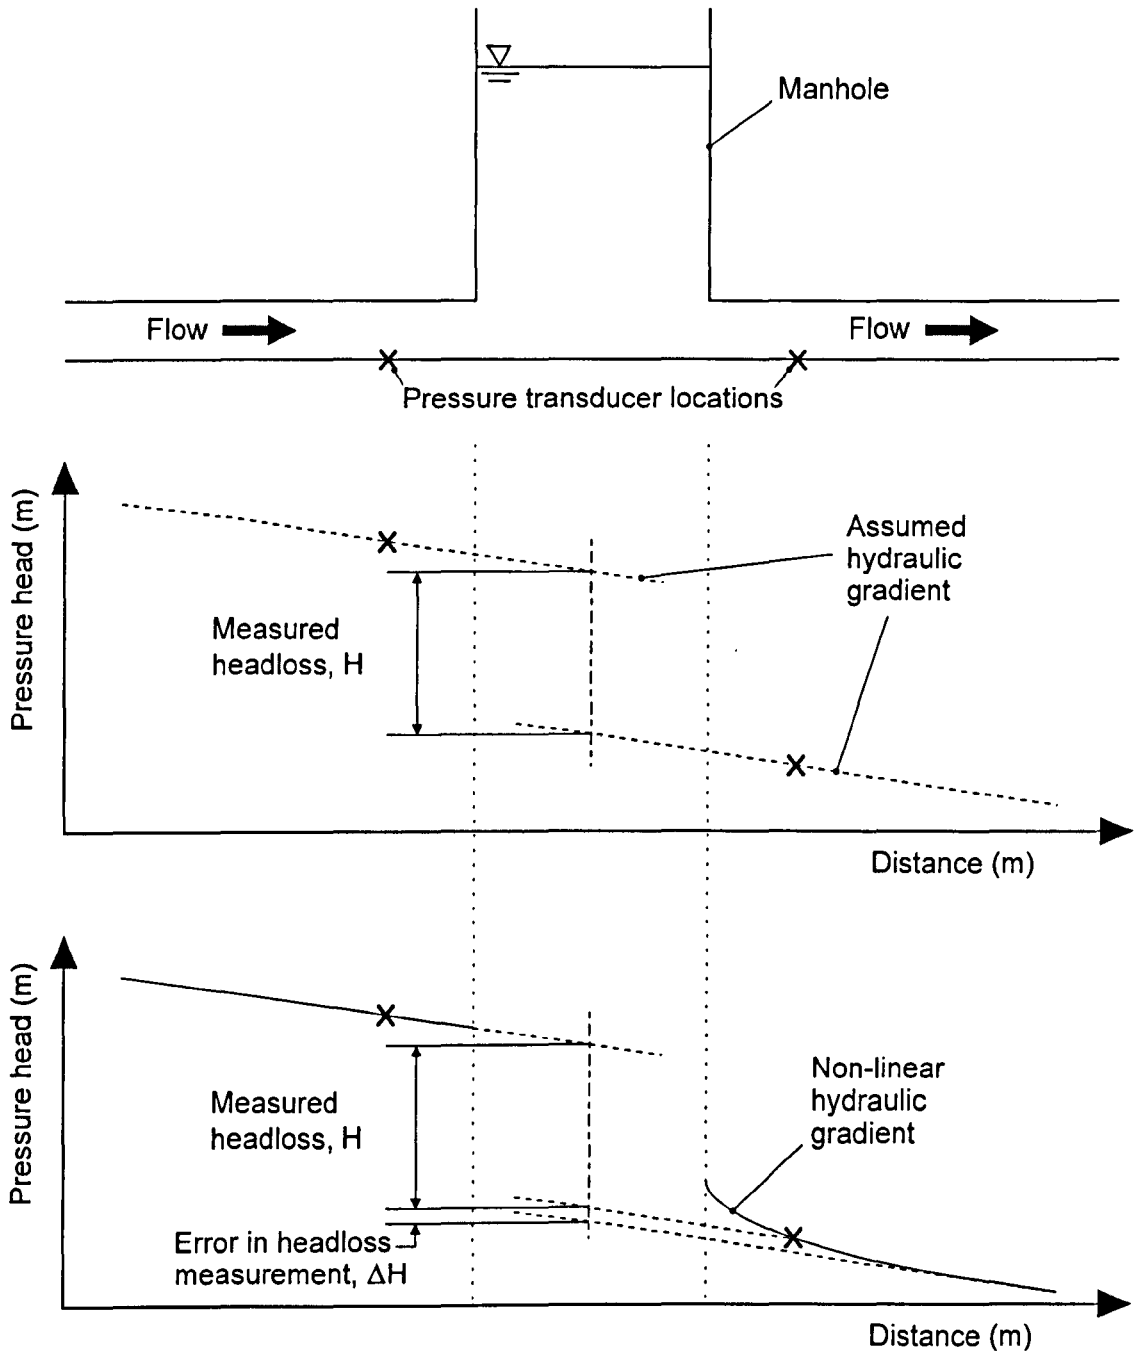 Manhole
Flow
Flow
Pressure transducer locations
Pressure head (m)
Assumed
hydraulic
gradient
Measured
headloss, H
Distance (m)
Pressure head (m)
Non-linear
hydraulic
gradient
Measured
headloss, H
Error in headloss
measurement, ΔH
Distance (m)